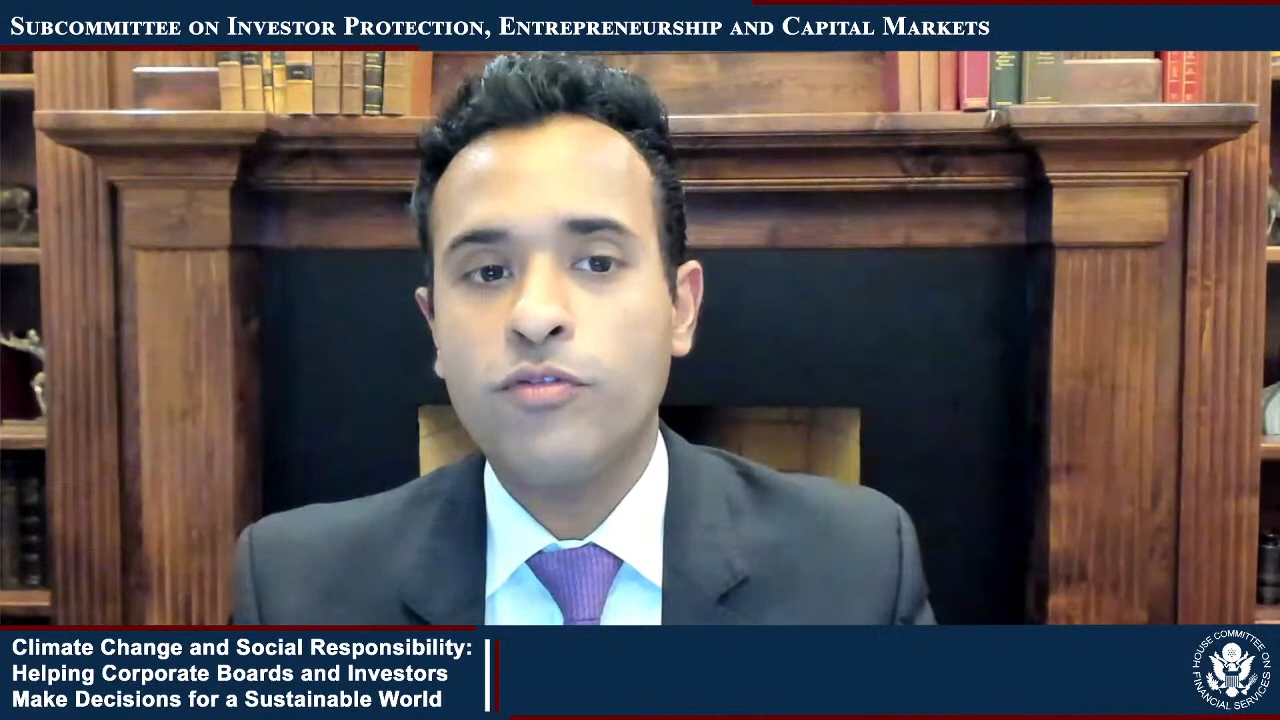 SUBCOMMITTEE ON INVESTOR PROTECTION, ENTREPRENEURSHIP AND CAPITAL MARKETS
Climate Change and Social Responsibility:
Helping Corporate Boards and Investors
Make Decisions for a Sustainable World
HOUSE COMMITTEE ON
FINANCIAL SERVICES